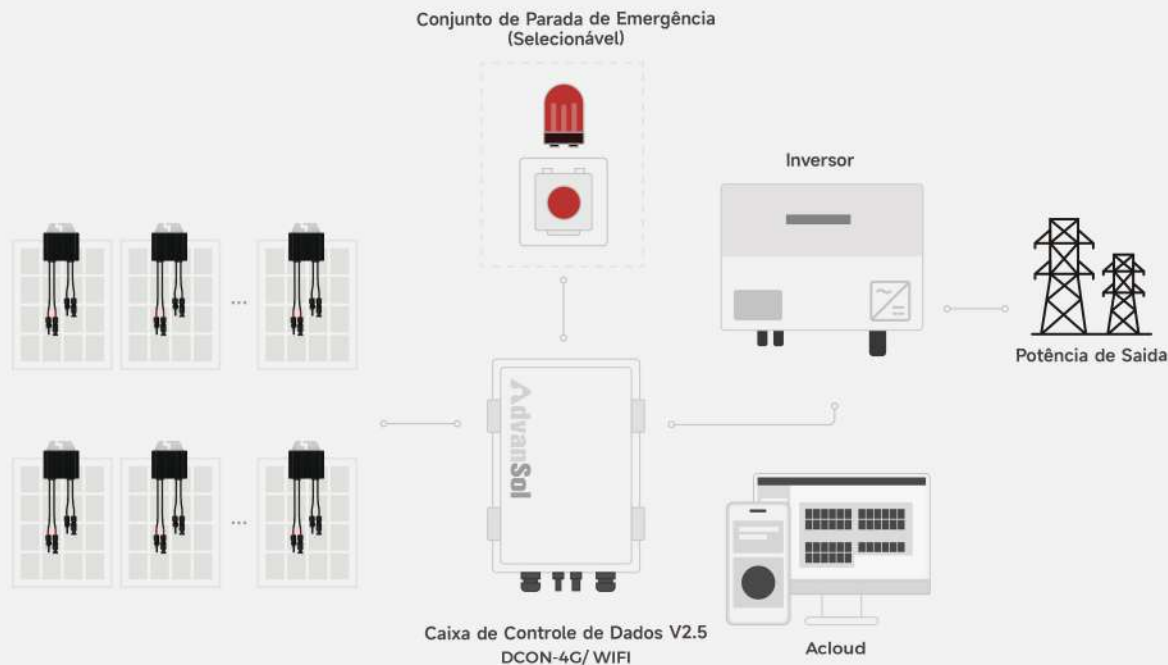 Conjunto de Parada de Emergência
(Selecionável)
Inversor
Potência de Saida
AdvanSol
Caixa de Controle de Dados V2.5
DCON-4G/ WIFI
Acloud